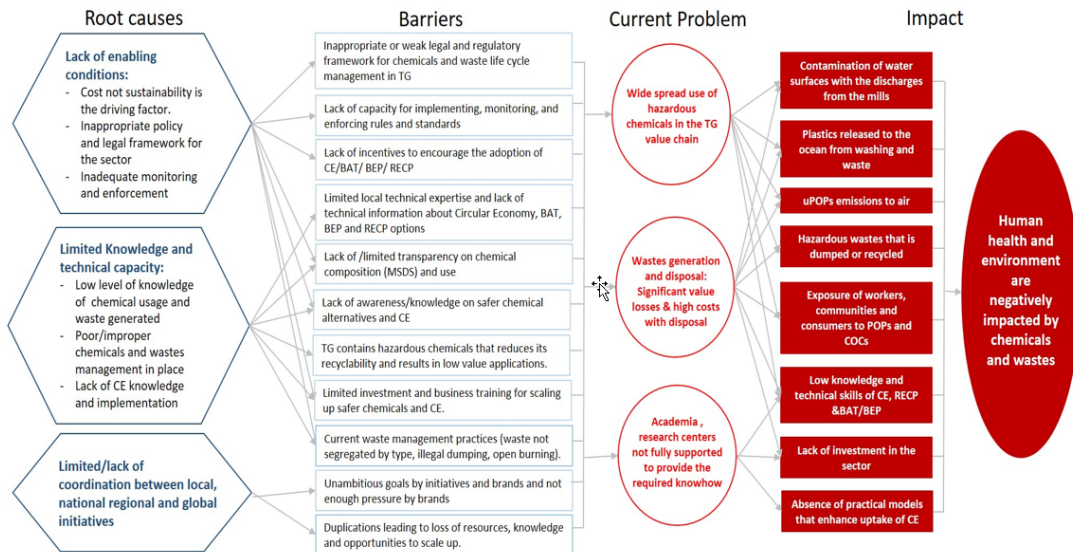 Root causes
Barriers
Current Problem
Impact
Lack of enabling
conditions:
- Cost not sustainability is
the driving factor.
- Inappropriate policy
and legal framework for
the sector
- Inadequate monitoring
and enforcement
Limited Knowledge and
technical capacity:
- Low level of knowledge
of chemical usage and
waste generated
- Poor/improper
chemicals and wastes
management in place
- Lack of CE knowledge
and implementation
Limited/lack of
coordination between local,
national regional and global
initiatives
Inappropriate or weak legal and regulatory
framework for chemicals and waste life cycle
management in TG
Lack of capacity for implementing, monitoring, and
enforcing rules and standards
Lack of incentives to encourage the adoption of
CE/BAT/ BEP/ RECP
Limited local technical expertise and lack of
technical information about Circular Economy, BAT,
BEP and RECP options
Lack of /limited transparency on chemical
composition (MSDS) and use
Lack of awareness/knowledge on safer chemical
alternatives and CE
TG contains hazardous chemicals that reduces its
recyclability and results in low value applications.
Limited investment and business training for scaling
up safer chemicals and CE.
Current waste management practices (waste not
segregated by type, illegal dumping, open burning).
Unambitious goals by initiatives and brands and not
enough pressure by brands
Duplications leading to loss of resources, knowledge
and opportunities to scale up.
Wide spread use of
hazardous
chemicals in the TG
value chain
Wastes generation
and disposal:
Significant value
losses & high costs
with disposal
Academia ,
research centers
not fully supported
to provide the
required knowhow
Contamination of water
surfaces with the discharges
from the mills
Plastics released to the
ocean from washing and
waste
uPOPs emissions to air
Hazardous wastes that is
dumped or recycled
Exposure of workers,
communities and
consumers to POPs and
COCs
Low knowledge and
technical skills of CE, RECP
&BAT/BEP
Lack of investment in the
sector
Absence of practical models
that enhance uptake of CE
Human
health and
environment
are
negatively
impacted by
chemicals
and wastes